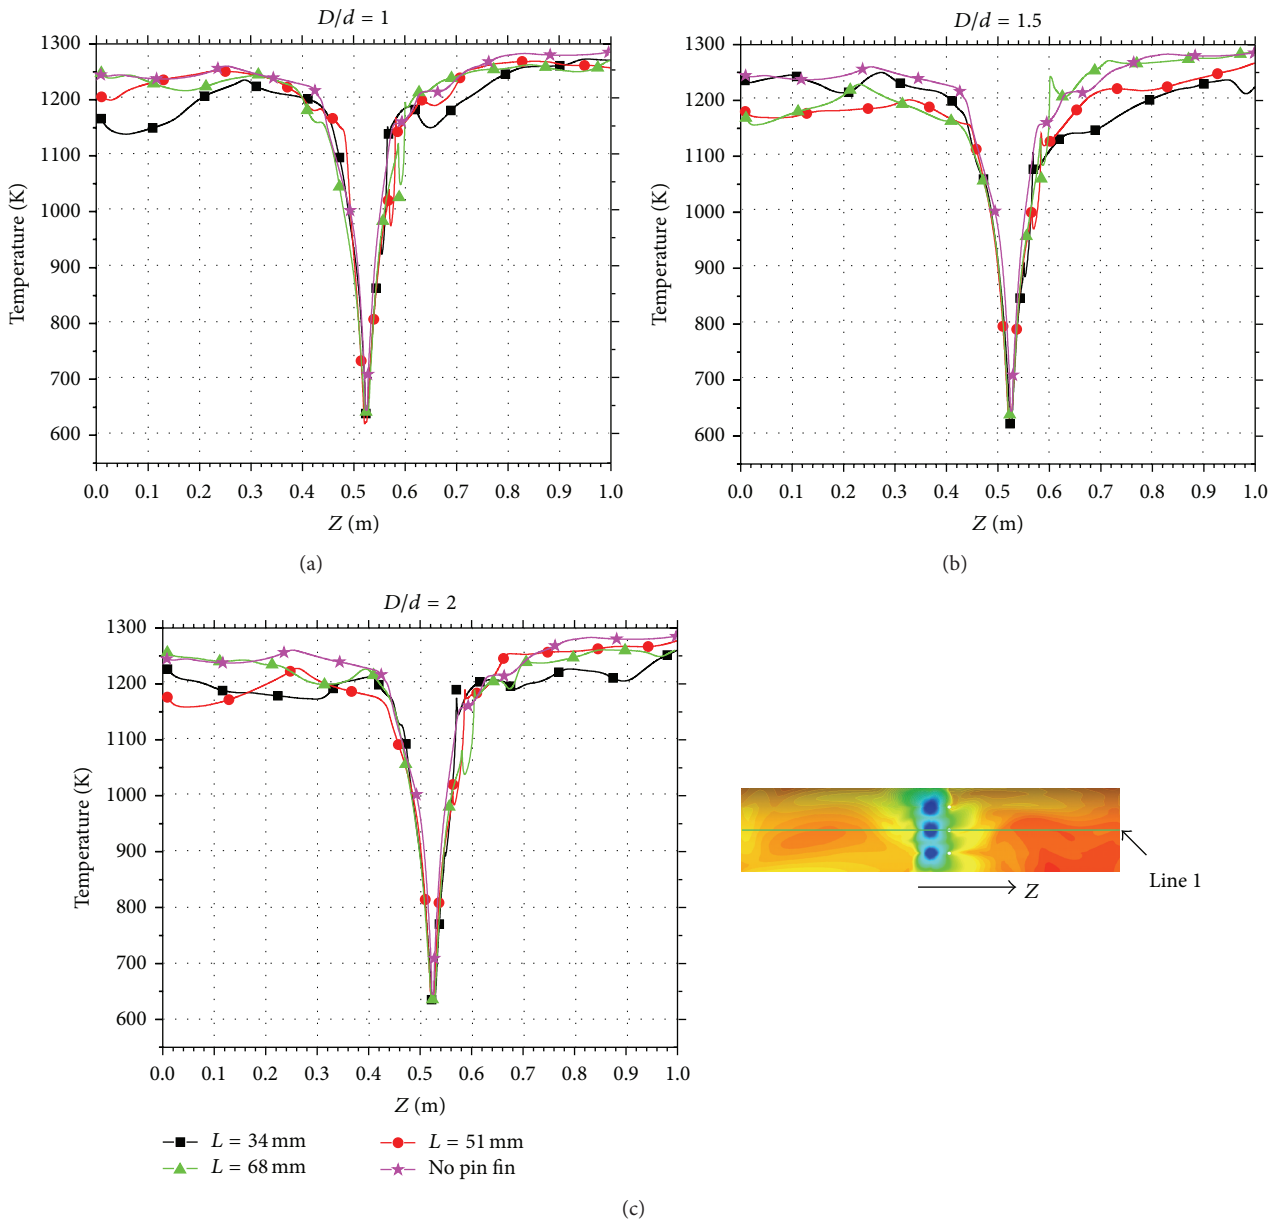 D/d = 1
1300
1200
1100
1000
900
800
700
600
Temperature (K)
0.0 0.1 0.2 0.3 0.4 0.5 0.6 0.7 0.8 0.9 1.0
Z (m)
(a)
D/d = 1.5
1300
1200
1100
1000
900
800
700
600
Temperature (K)
0.0 0.1 0.2 0.3 0.4 0.5 0.6 0.7 0.8 0.9 1.0
Z (m)
(b)
D/d = 2
1300
1200
1100
1000
900
800
700
600
Temperature (K)
0.0 0.1 0.2 0.3 0.4 0.5 0.6 0.7 0.8 0.9 1.0
Z (m)
L = 34 mm
L = 51 mm
L = 68 mm
No pin fin
Line 1
Z
(c)